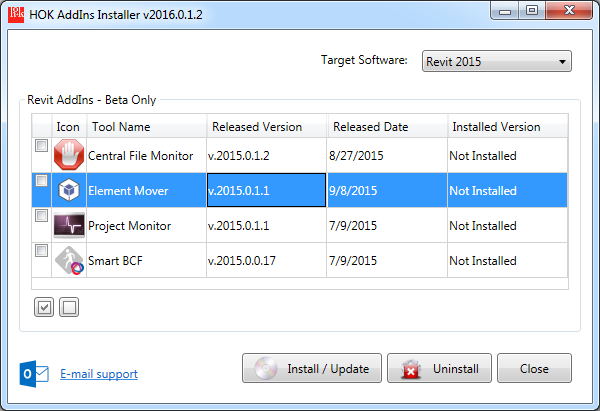 HOK AddIns Installer v2016.0.1.2
Target Software: Revit 2015
Revit AddIns - Beta Only
Icon Tool Name Released Version Released Date Installed Version
Central File Monitor v.2015.0.1.2 8/27/2015 Not Installed
Element Mover v.2015.0.1.1 9/8/2015 Not Installed
Project Monitor v.2015.0.1.1 7/9/2015 Not Installed
Smart BCF v.2015.0.0.17 7/9/2015 Not Installed
E-mail support Install / Update Uninstall Close